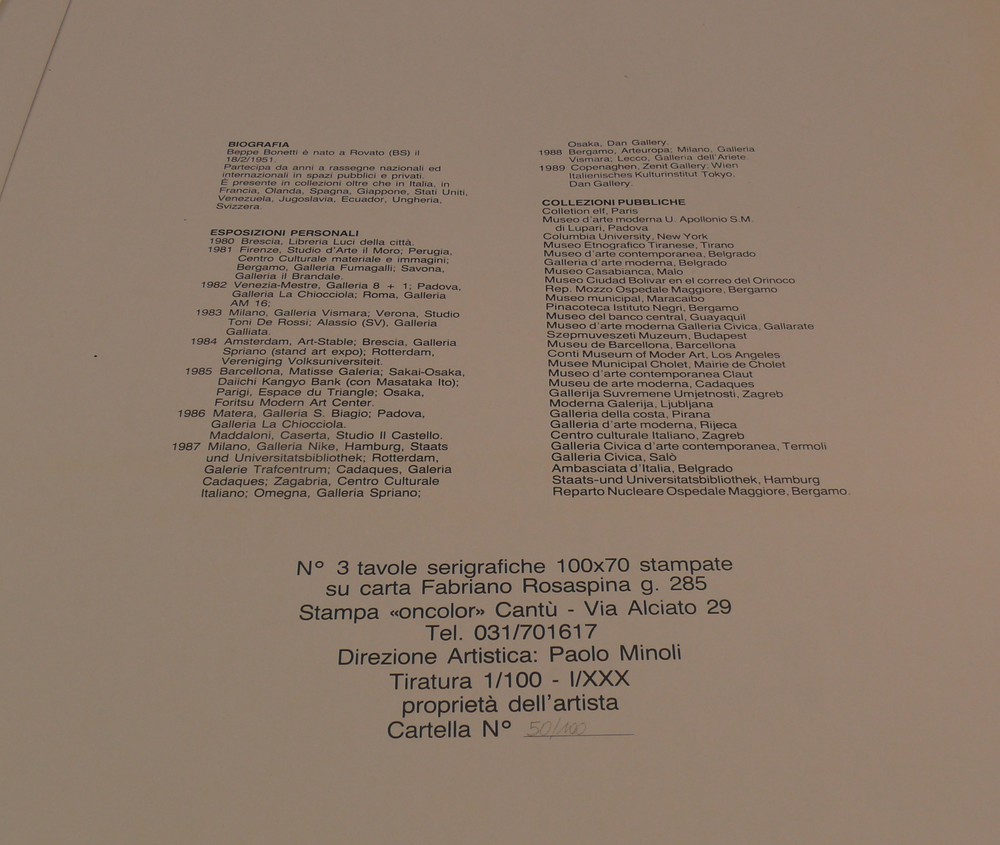 BIOGRAFIA
Beppe Bonetti é nato a Rovato (BS) il
18/2/1951.
Partecipa da anni a rassegne nazionali ed
internazionali in spazi pubblici e privati.
È presente in collezioni oltre che in Italia, in
Francia, Olanda, Spagna, Giappone, Stati Uniti,
Venezuela, Jugoslavia, Ecuador, Ungheria,
Svizzera.
ESPOSIZIONI PERSONALI
1980 Brescia, Libreria Luci della città.
1981 Firenze, Studio d'Arte il Moro; Perugia,
Centro Culturale materiale e immagini;
Bergamo, Galleria Fumagalli; Savona,
Galleria il Brandale.
1982 Venezia-Mestre, Galleria 8 + 1; Padova,
Galleria La Chiocciola; Roma, Galleria
AM 16;
1983 Milano, Galleria Vismara; Verona, Studio
Toni De Rossi; Alassio (SV), Galleria
Galliata.
1984 Amsterdam, Art-Stable; Brescia, Galleria
Spriano (stand art expo); Rotterdam,
Vereniging Volksuniversiteit.
1985 Barcellona, Matisse Galeria; Sakai-Osaka,
Daiichi Kangyo Bank (con Masataka Ito);
Parigi, Espace du Triangle; Osaka,
Foritsu Modern Art Center.
1986 Matera, Galleria S. Biagio; Padova,
Galleria La Chiocciola.
Maddaloni, Caserta, Studio Il Castello.
1987 Milano, Galleria Nike, Hamburg, Staats
und Universitatsbibliothek; Rotterdam,
Galerie Trafcentrum; Cadaques, Galeria
Cadaques; Zagabria, Centro Culturale
Italiano; Omegna, Galleria Spriano;
Osaka, Dan Gallery.
1988 Bergamo, Arteuropa; Milano, Galleria
Vismara; Lecco, Galleria dell'Ariete.
1989 Copenaghen, Zenit Gallery; Wien
Italienisches Kulturinstitut Tokyo,
Dan Gallery.
COLLEZIONI PUBBLICHE
Colletion elf, Paris
Museo d'arte moderna U. Apollonio S.M.
di Lupari, Padova
Columbia University, New York
Museo Etnografico Tiranese, Tirano
Museo d'arte contemporanea, Belgrado
Galleria d'arte moderna, Belgrado
Museo Casabianca, Malo
Museo Ciudad Bolivar en el correo del Orinoco
Rep. Mozzo Ospedale Maggiore, Bergamo
Museo municipal, Maracaibo
Pinacoteca Istituto Negri, Bergamo
Museo del banco central, Guayaquil
Museo d'arte moderna Galleria Civica, Gallarate
Szepmuveszeti Muzeum, Budapest
Museu de Barcelona, Barcellona
Conti Museum of Moder Art, Los Angeles
Musee Municipal Cholet, Mairie de Cholet
Museo d'arte contemporanea Claut
Museu de arte moderna, Cadaques
Gallerija Suvremene Umjetnosti, Zagreb
Moderna Galerija, Ljubljana
Galleria della costa, Pirana
Galleria d'arte moderna, Rijeca
Centro culturale Italiano, Zagreb
Galleria Civica d'arte contemporanea, Termoli
Galleria Civica, Salò
Ambasciata d'Italia, Belgrado
Staats-und Universitatsbibliothek, Hamburg
Reparto Nucleare Ospedale Maggiore, Bergamo.
N° 3 tavole serigrafiche 100x70 stampate
su carta Fabriano Rosaspina g. 285
Stampa «oncolor» Cantù - Via Alciato 29
Tel. 031/701617
Direzione Artistica: Paolo Minoli
Tiratura 1/100 - I/XXX
proprietà dell'artista
Cartella N° 50/100